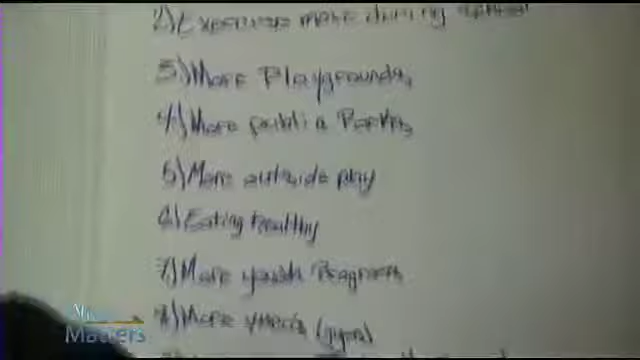 2) Exercise more during
3) More Playgrounds
4) More public Parks
5) More outside play
6) Eating healthy
7) More youth Programs
8) More YMCA's (gyms)
Matters